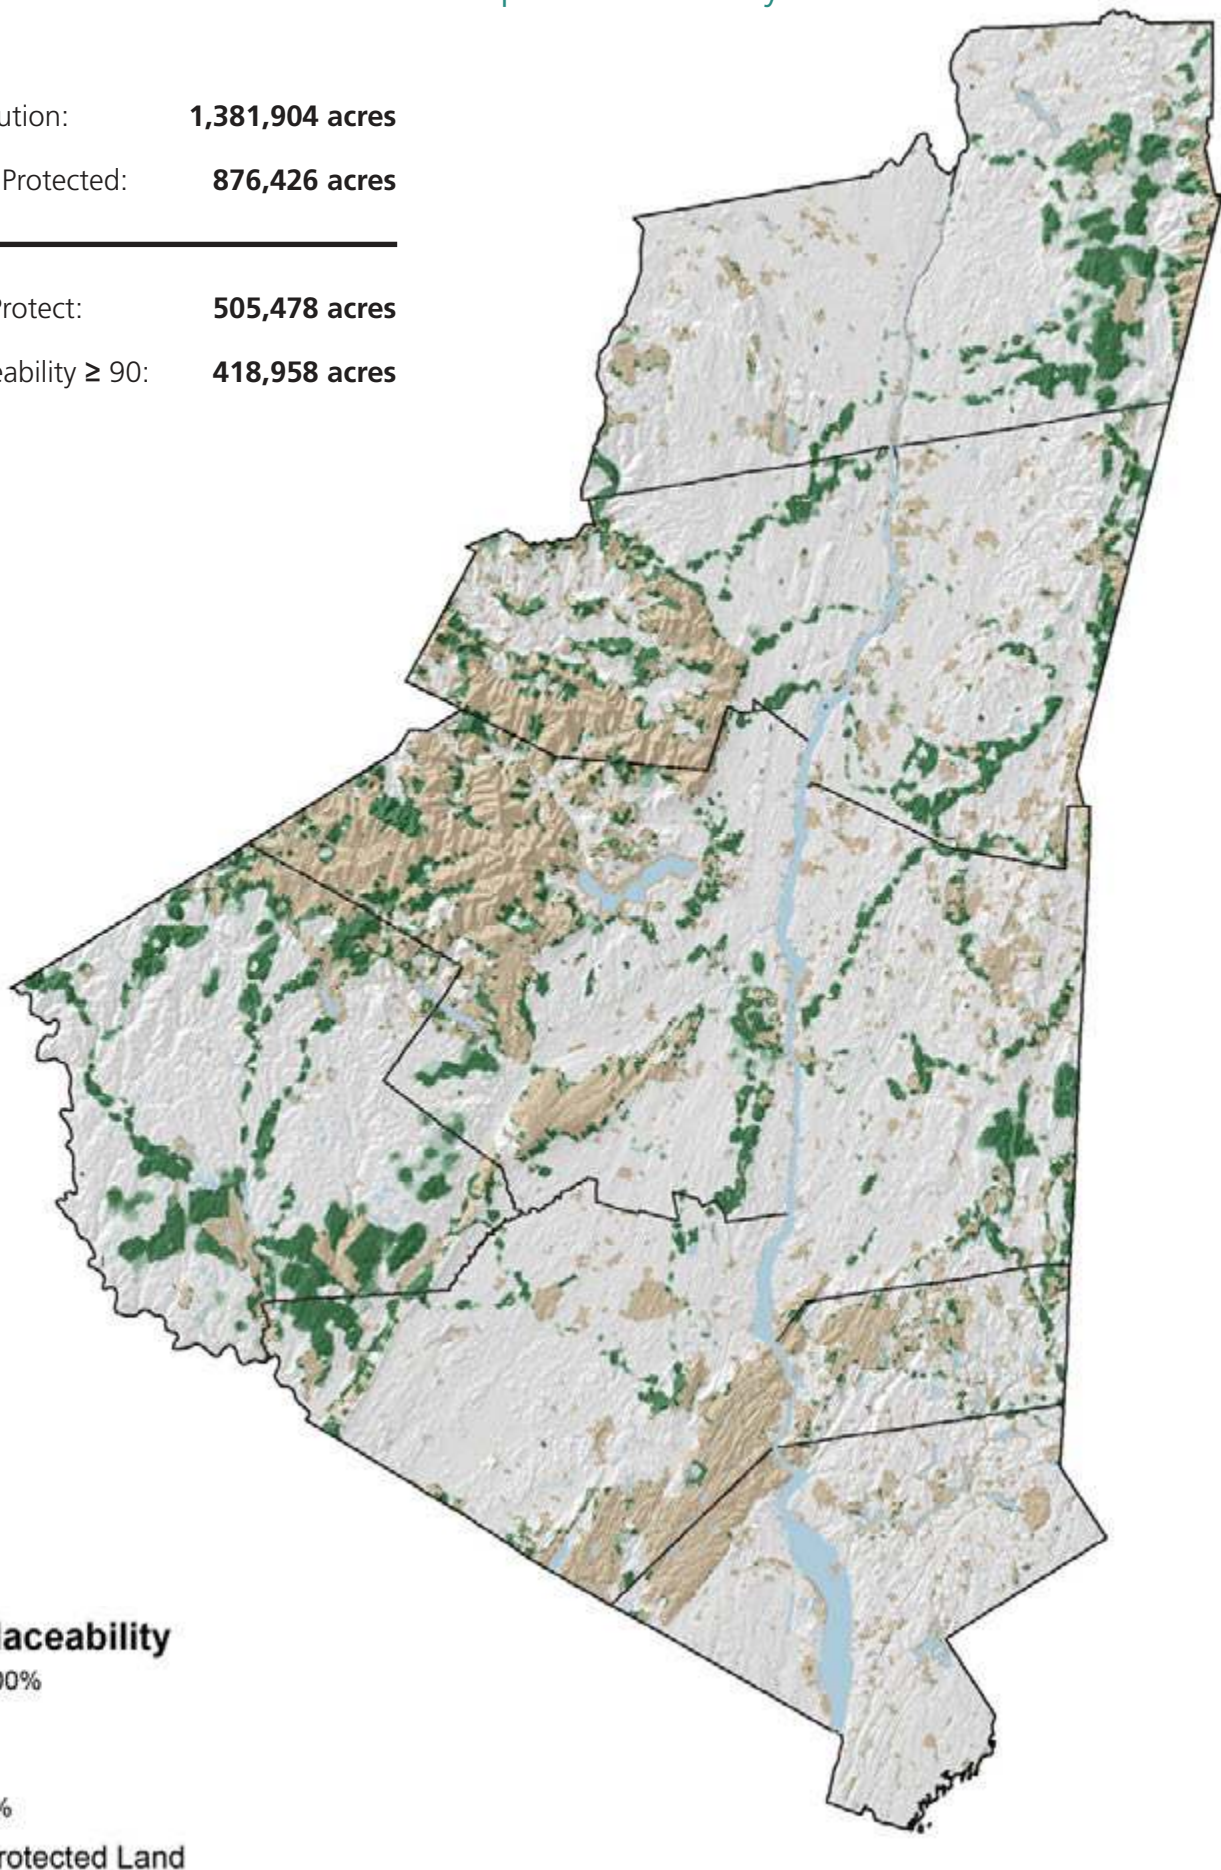 ution: 1,381,904 acres
Protected: 876,426 acres
Protect: 505,478 acres
eability ≥ 90: 418,958 acres
laceability
00%
%
rotected Land